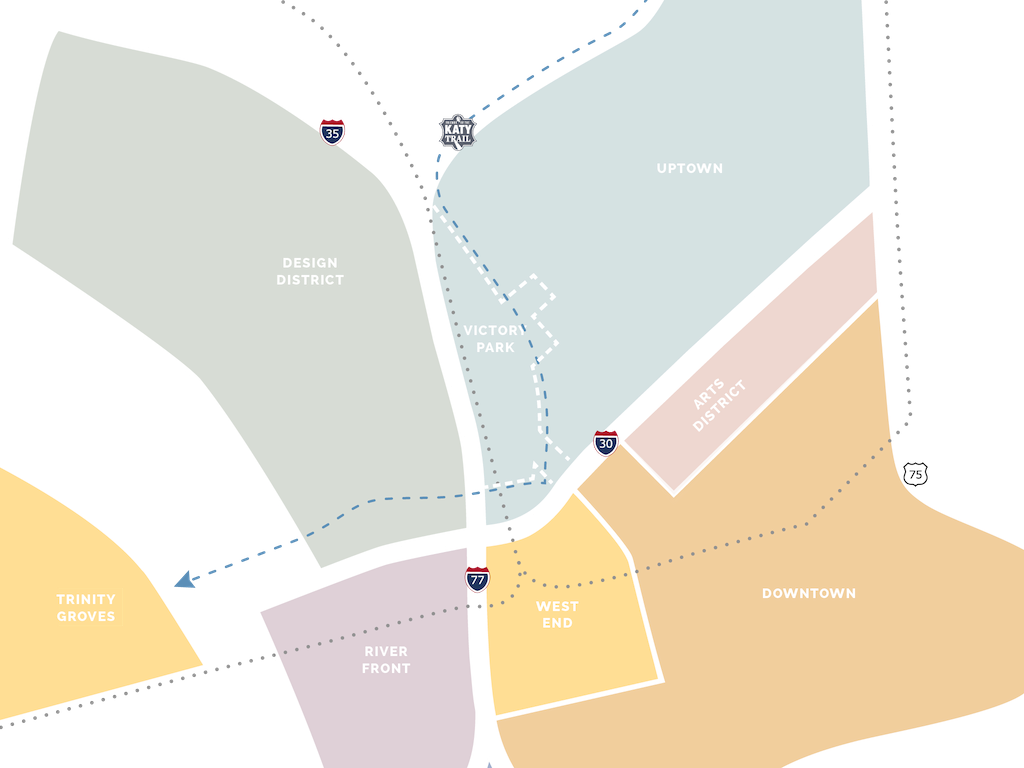 35
KATY
TRAIL
UPTOWN
DESIGN
DISTRICT
VICTORY
PARK
ARTS
DISTRICT
30
75
77
TRINITY
GROVES
WEST
END
DOWNTOWN
RIVER
FRONT